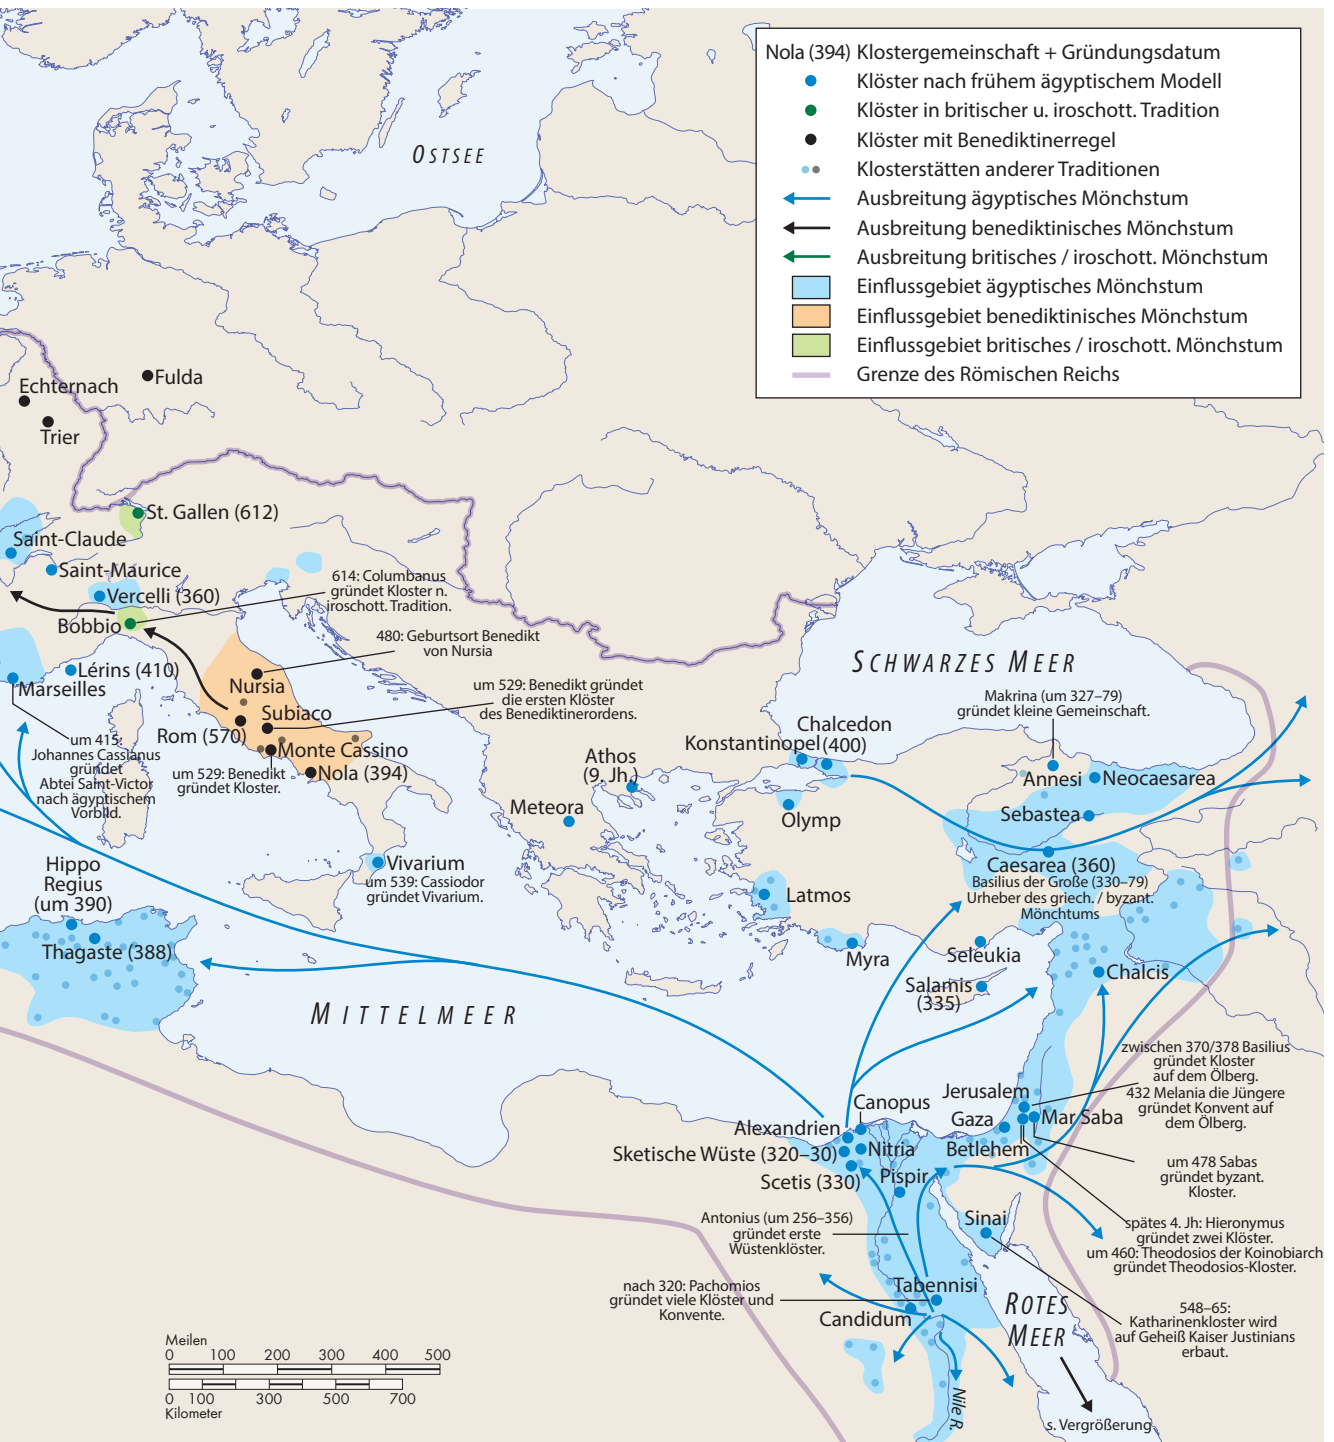 Nola (394) Klostergemeinschaft + Gründungsdatum
Klöster nach frühem ägyptischem Modell
Klöster in britischer u. iroschott. Tradition
Klöster mit Benediktinerregel
Klosterstätten anderer Traditionen
Ausbreitung ägyptisches Mönchstum
Ausbreitung benediktinisches Mönchstum
Ausbreitung britisches / iroschott. Mönchstum
Einflussgebiet ägyptisches Mönchstum
Einflussgebiet benediktinisches Mönchstum
Einflussgebiet britisches / iroschott. Mönchstum
Grenze des Römischen Reichs
OSTSEE
Fulda
Echternach
Trier
St. Gallen (612)
Saint-Claude
Saint-Maurice
Vercelli (360)
Bobbio
614: Columbanus
gründet Kloster n.
iroschott. Tradition.
480: Geburtsort Benedikt
von Nursia
Lérins (410)
Marseilles
Nursia
um 529: Benedikt gründet
die ersten Klöster
des Benediktinerordens.
Subiaco
Rom (570)
Monte Cassino
um 529: Benedikt
gründet Kloster.
Nola (394)
um 415:
Johannes Cassianus
gründet
Abtei Saint-Victor
nach ägyptischem
Vorbild.
SCHWARZES MEER
Makrina (um 327–79)
gründet kleine Gemeinschaft.
Chalcedon
(400)
Konstantinopel
Athos
(9. Jh.)
Meteora
Olymp
Annesi
Neocaesarea
Sebastea
Caesarea (360)
Basilius der Große (330–79)
Urheber des griech. / byzant.
Mönchtums
Vivarium
um 539: Cassiodor
gründet Vivarium.
Hippo
Regius
(um 390)
Thagaste (388)
Latmos
Myra
Seleukia
Salamis
(335)
Chalcis
MITTELMEER
zwischen 370/378 Basilius
gründet Kloster
auf dem Ölberg.
432 Melania die Jüngere
gründet Konvent auf
dem Ölberg.
Jerusalem
Canopus
Gaza
Mar Saba
Alexandrien
Sketische Wüste (320–30)
Nitria
Betlehem
Scetis (330)
Pispir
um 478 Sabas
gründet byzant.
Kloster.
Antonius (um 256–356)
gründet erste
Wüstenklöster.
Sinai
spätes 4. Jh: Hieronymus
gründet zwei Klöster.
um 460: Theodosios der Koinobiarch
gründet Theodosios-Kloster.
nach 320: Pachomios
gründet viele Klöster und
Konvente.
Tabennisi
Candidum
ROTES
MEER
548–65:
Katharinenkloster wird
auf Geheiß Kaiser Justinians
erbaut.
Nile R.
s. Vergrößerung
Meilen
0 100 200 300 400 500
0 100 300 500 700
Kilometer